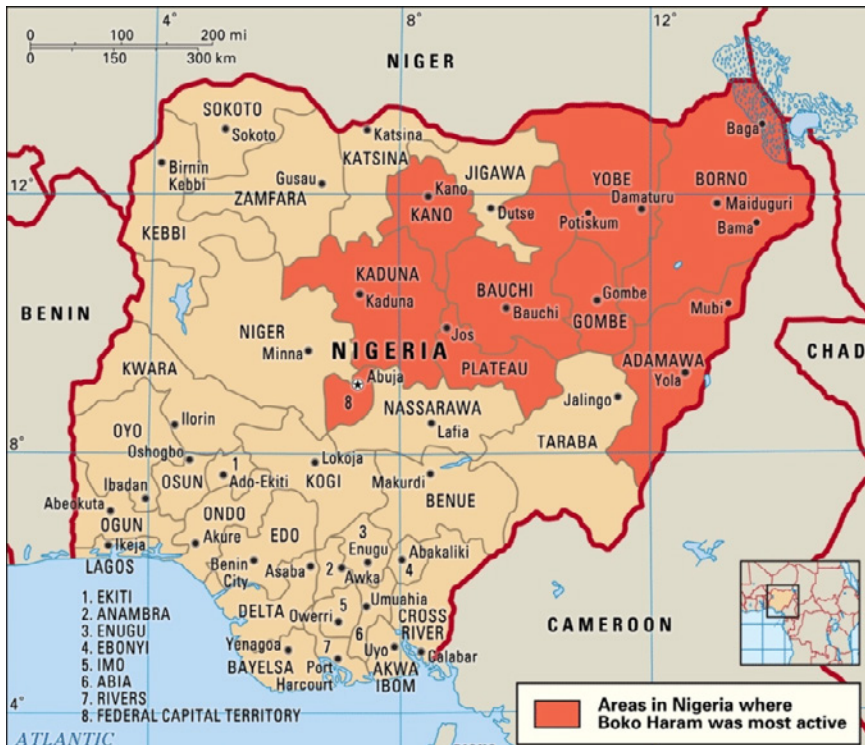 4°
8°
12°
0 100 200 mi
0 150 300 km
NIGER
SOKOTO
Sokoto
Katsina
KATSINA
Birnin
Kebbi
Gusau
ZAMFARA
KEBBI
JIGAWA
Dutse
Kano
KANO
YOBE
Damaturu
Potiskum
Baga
BORNO
Maiduguri
Bama
12°
12°
KADUNA
Kaduna
BAUCHI
Bauchi
Gombe
GOMBE
Mubi
BENIN
NIGER
Minna
NIGERIA
Jos
PLATEAU
ADAMAWA
Yola
CHAD
KWARA
Abuja
8
NASSARAWA
Lafia
Jalingo
TARABA
8°
8°
Ilorin
OYO
Oshogbo
Ibadan
OSUN
1
Ado-Ekiti
Lokoja
KOGI
Makurdi
BENUE
Abeokuta
OGUN
Ikeja
LAGOS
ONDO
Akure
EDO
Benin
City
Asaba
2
Awka
3
Enugu
Abakaliki
4
DELTA
Owerri
5
Umuahia
6
CROSS
RIVER
Yenagoa
BAYELSA
7
Port
Harcourt
Uyo
AKWA
IBOM
Calabar
CAMEROON
1. EKITI
2. ANAMBRA
3. ENUGU
4. EBONYI
5. IMO
6. ABIA
7. RIVERS
8. FEDERAL CAPITAL TERRITORY
4°
ATLANTIC
Areas in Nigeria where
Boko Haram was most active